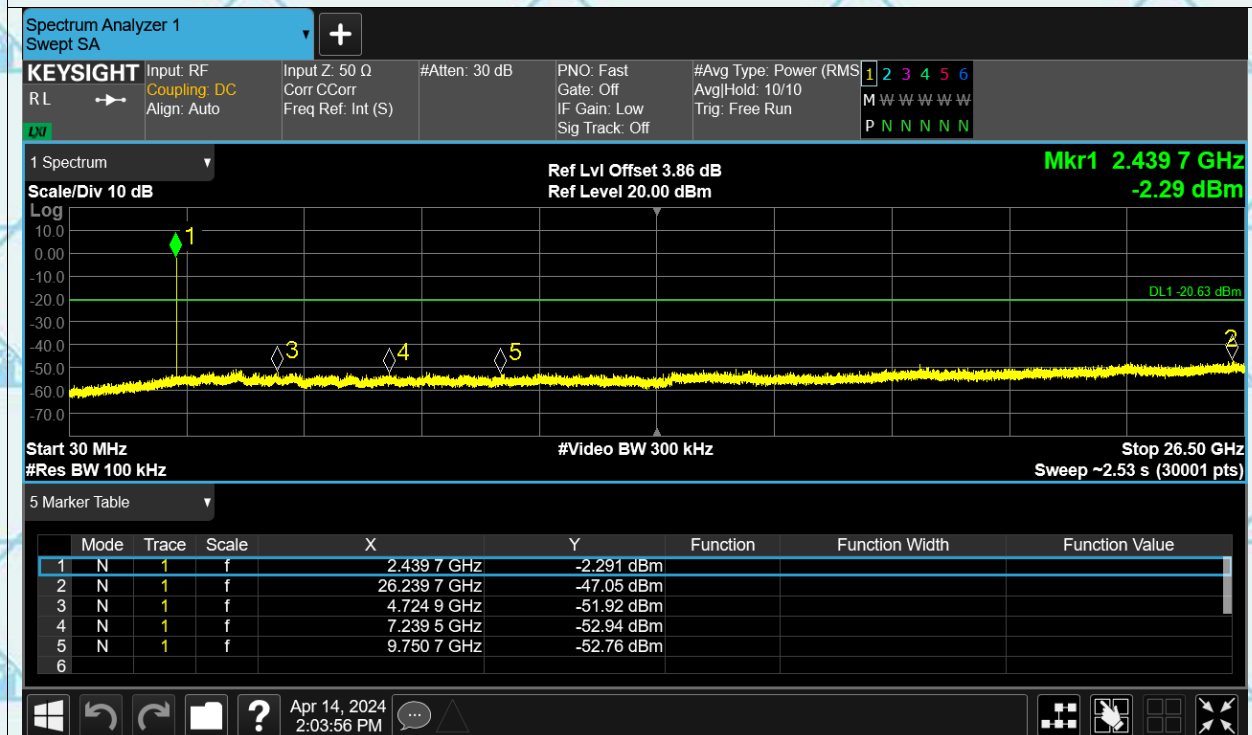 Spectrum Analyzer 1
Swept SA
+
KEYSIGHT
RL
LXI
Input: RF
Coupling: DC
Align: Auto
Input Z: 50 Ω
Corr CCorr
Freq Ref: Int (S)
#Atten: 30 dB
PNO: Fast
Gate: Off
IF Gain: Low
Sig Track: Off
#Avg Type: Power (RMS
Avg|Hold: 10/10
Trig: Free Run
1 2 3 4 5 6
M W W W W W
P N N N N N
1 Spectrum
Scale/Div 10 dB
Ref Lvl Offset 3.86 dB
Ref Level 20.00 dBm
Mkr1 2.439 7 GHz
-2.29 dBm
Log
10.0
0.00
-10.0
-20.0
-30.0
-40.0
-50.0
-60.0
-70.0
1
DL1 -20.63 dBm
3
4
5
2
Start 30 MHz
#Video BW 300 kHz
Stop 26.50 GHz
#Res BW 100 kHz
Sweep ~2.53 s (30001 pts)
5 Marker Table
Mode Trace Scale X Y Function Function Width Function Value
1 N 1 f 2.439 7 GHz -2.291 dBm
2 N 1 f 26.239 7 GHz -47.05 dBm
3 N 1 f 4.724 9 GHz -51.92 dBm
4 N 1 f 7.239 5 GHz -52.94 dBm
5 N 1 f 9.750 7 GHz -52.76 dBm
6
?
Apr 14, 2024
2:03:56 PM